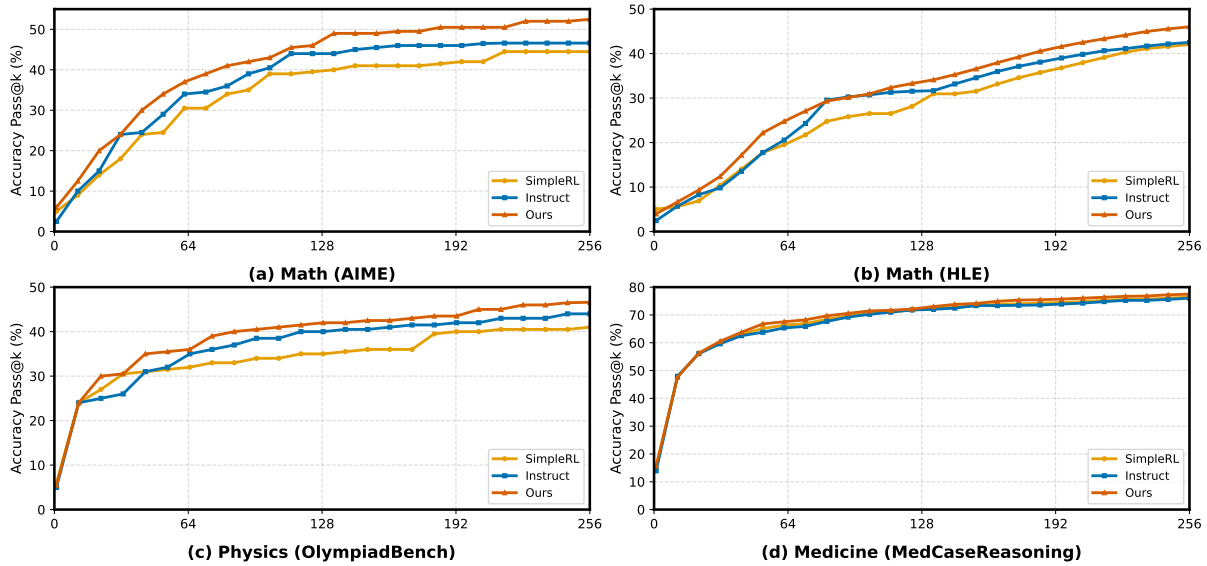 Accuracy Pass@k (%)
50
40
30
20
10
0
0 64 128 192 256
SimpleRL
Instruct
Ours
(a) Math (AIME)
Accuracy Pass@k (%)
50
40
30
20
10
0
0 64 128 192 256
SimpleRL
Instruct
Ours
(b) Math (HLE)
Accuracy Pass@k (%)
50
40
30
20
10
0
0 64 128 192 256
SimpleRL
Instruct
Ours
(c) Physics (OlympiadBench)
Accuracy Pass@k (%)
80
70
60
50
40
30
20
10
0
0 64 128 192 256
SimpleRL
Instruct
Ours
(d) Medicine (MedCaseReasoning)